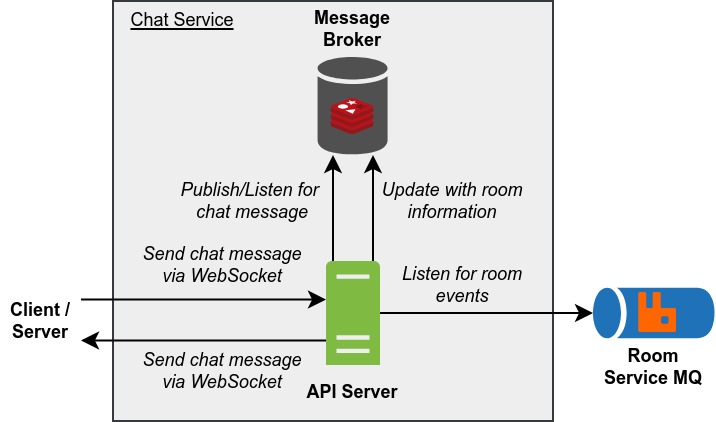 Chat Service
Message
Broker
Publish/Listen for
chat message
Update with room
information
Send chat message
via WebSocket
Listen for room
events
Client /
Server
Send chat message
via WebSocket
API Server
Room
Service MQ